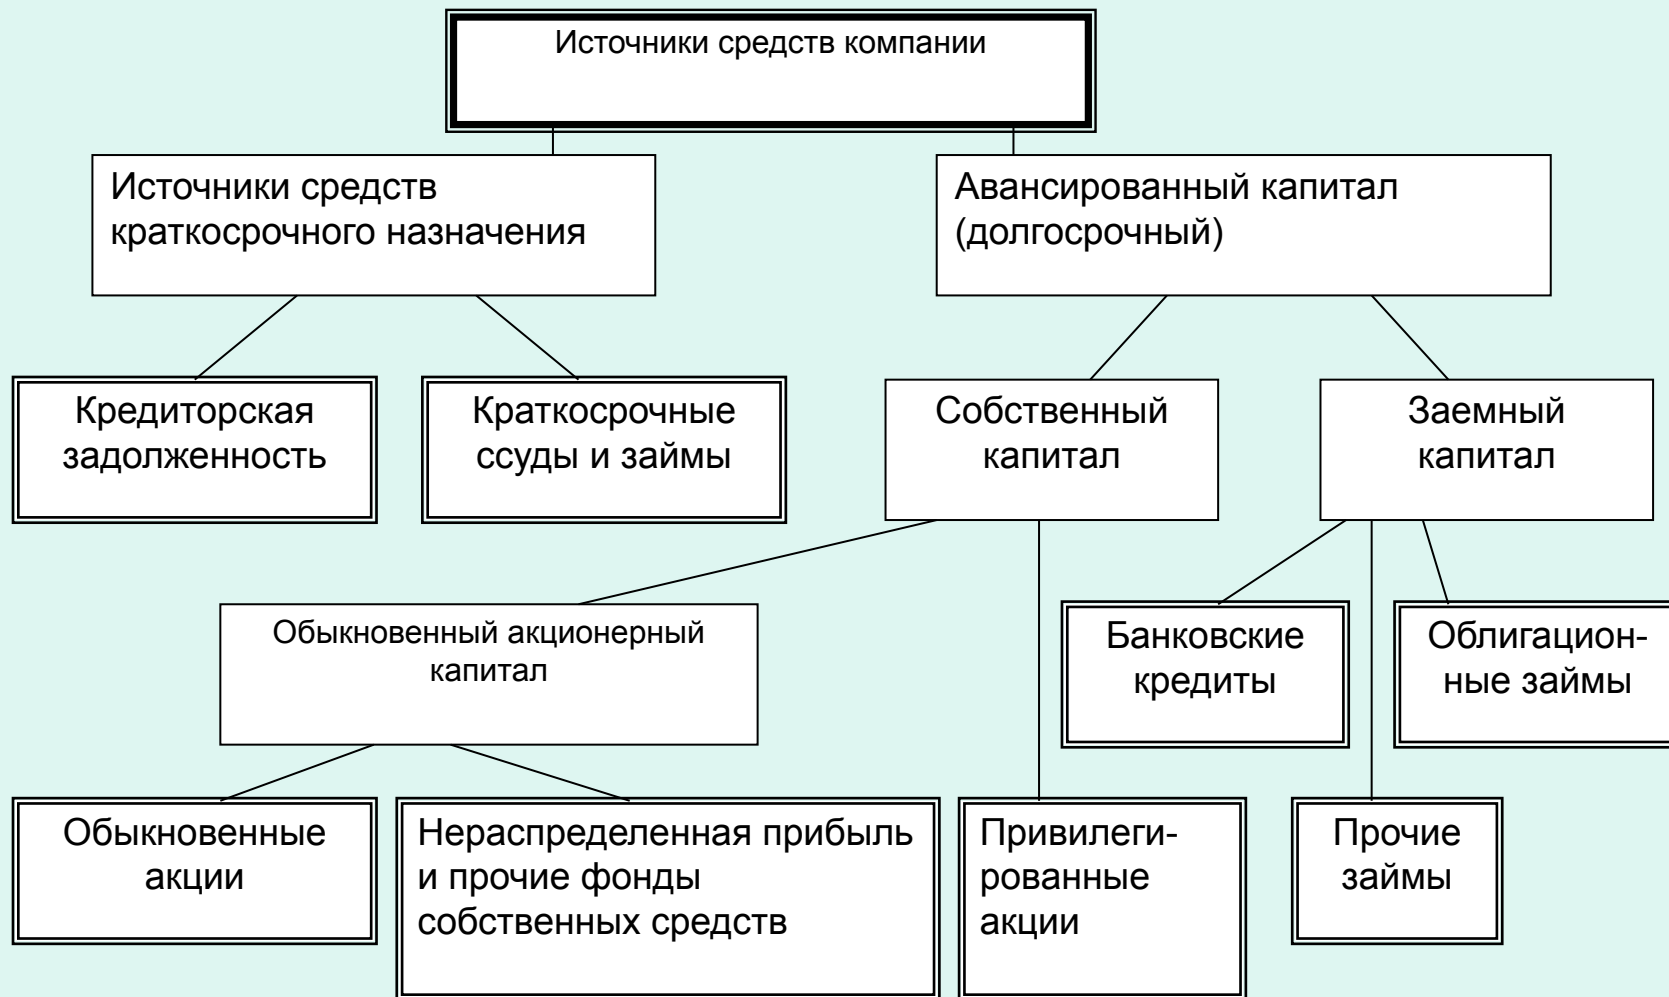 Источники средств компании
Источники средств
краткосрочного назначения
Авансированный капитал
(долгосрочный)
Кредиторская
задолженность
Краткосрочные
ссуды и займы
Собственный
капитал
Заемный
капитал
Обыкновенный акционерный
капитал
Банковские
кредиты
Облигацион-
ные займы
Обыкновенные
акции
Нераспределенная прибыль
и прочие фонды
собственных средств
Привилеги-
рованные
акции
Прочие
займы